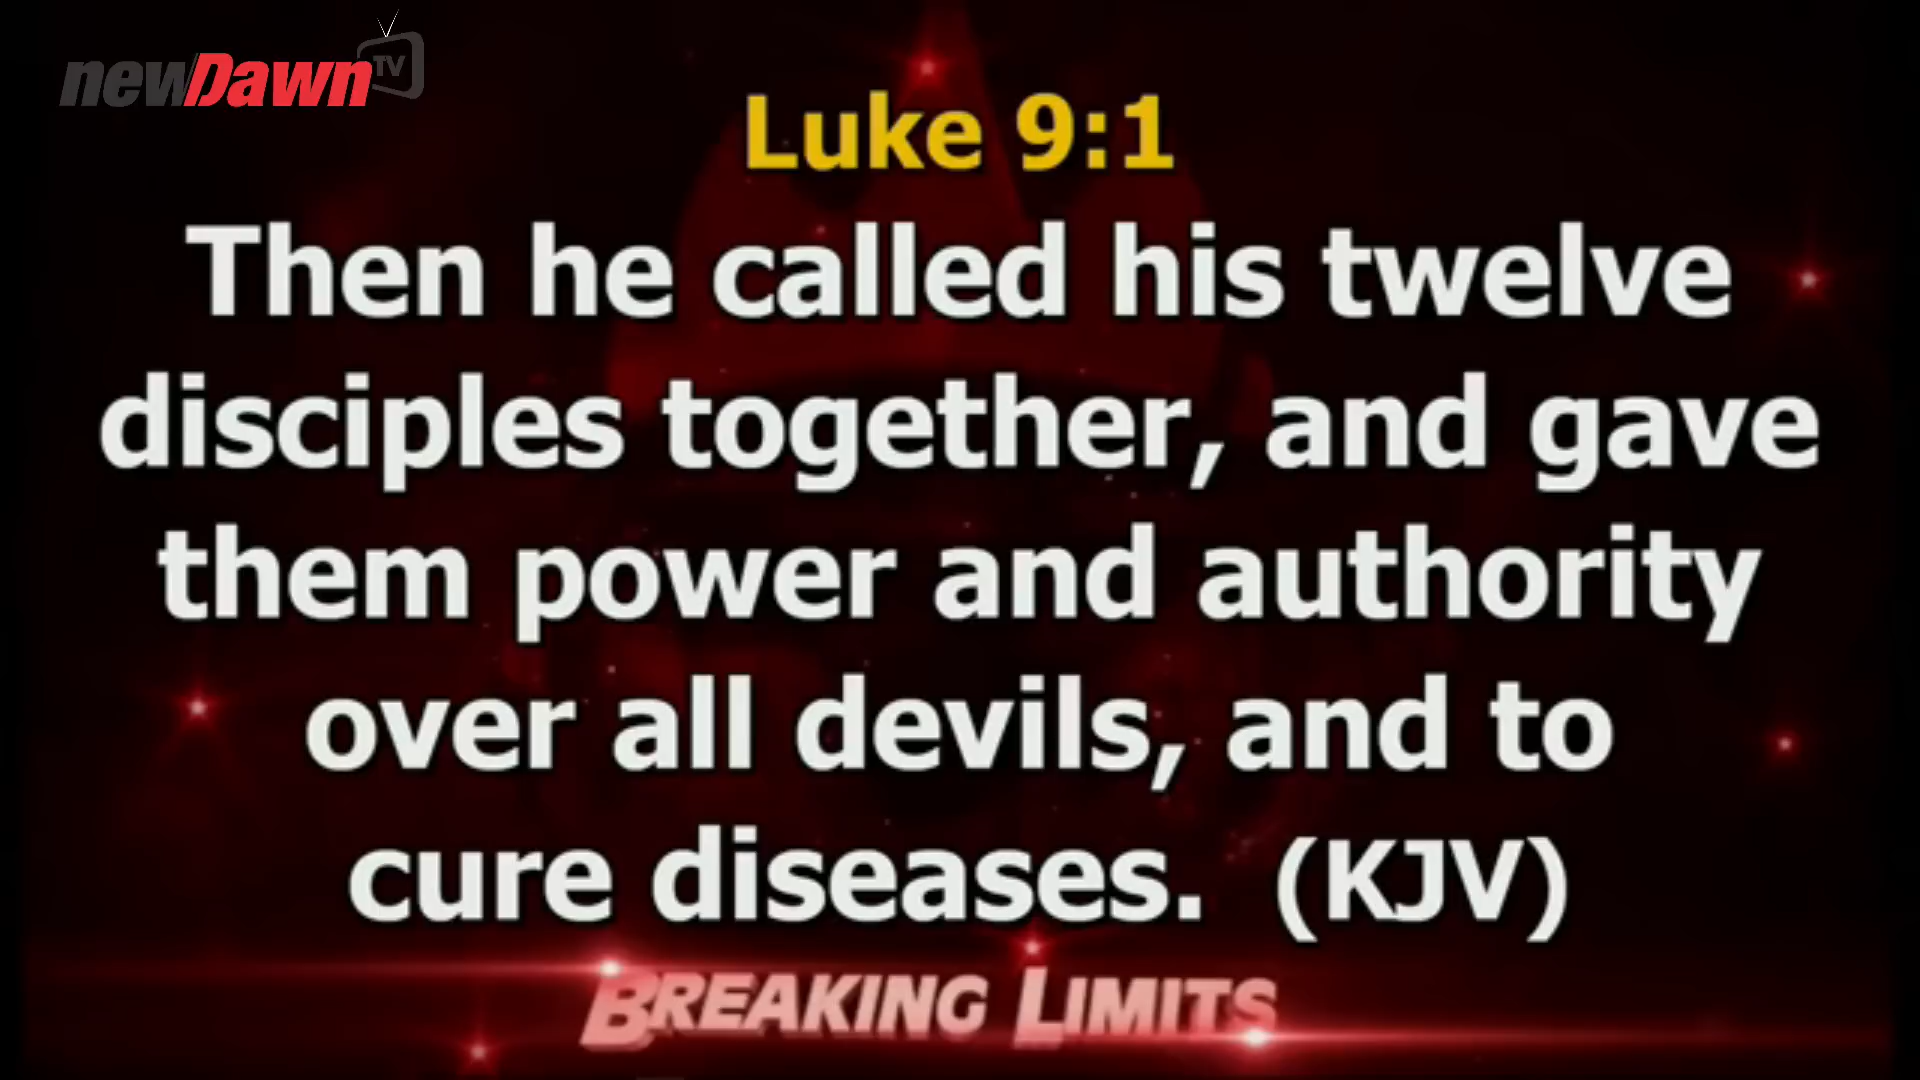 newDawn TV
Luke 9:1
Then he called his twelve
disciples together, and gave
them power and authority
over all devils, and to
cure diseases.  (KJV)
BREAKING LIMITS